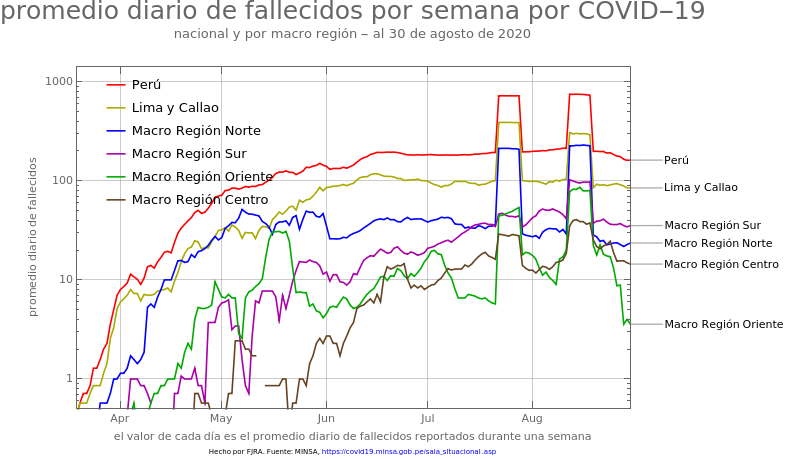 promedio diario de fallecidos por semana por COVID−19
nacional y por macro región − al 30 de agosto de 2020
promedio diario de fallecidos
1000
100
10
1
Perú
Lima y Callao
Macro Región Norte
Macro Región Sur
Macro Región Oriente
Macro Región Centro
Perú
Lima y Callao
Macro Región Sur
Macro Región Norte
Macro Región Centro
Macro Región Oriente
Apr May Jun Jul Aug
el valor de cada día es el promedio diario de fallecidos reportados durante una semana
Hecho por FJRA. Fuente: MINSA, https://covid19.minsa.gob.pe/sala_situacional.asp